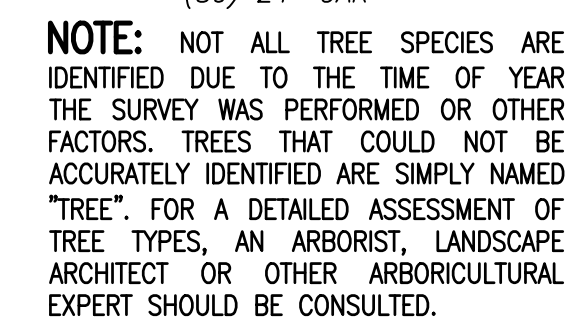 NOTE: NOT ALL TREE SPECIES ARE
IDENTIFIED DUE TO THE TIME OF YEAR
THE SURVEY WAS PERFORMED OR OTHER
FACTORS. TREES THAT COULD NOT BE
ACCURATELY IDENTIFIED ARE SIMPLY NAMED
"TREE". FOR A DETAILED ASSESSMENT OF
TREE TYPES, AN ARBORIST, LANDSCAPE
ARCHITECT OR OTHER ARBORICULTURAL
EXPERT SHOULD BE CONSULTED.